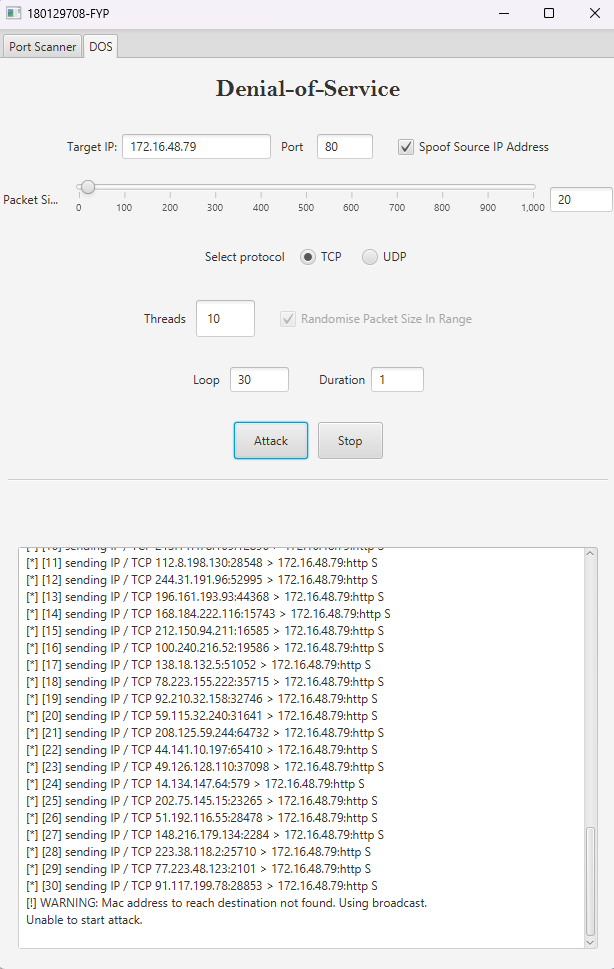 180129708-FYP
Port Scanner DOS
Denial-of-Service
Target IP: 172.16.48.79 Port 80 Spoof Source IP Address
Packet Si... 20
0 100 200 300 400 500 600 700 800 900 1,000
Select protocol TCP UDP
Threads 10 Randomise Packet Size In Range
Loop 30 Duration 1
Attack Stop
[*] [11] sending IP / TCP 112.8.198.130:28548 > 172.16.48.79:http S
[*] [12] sending IP / TCP 244.31.191.96:52995 > 172.16.48.79:http S
[*] [13] sending IP / TCP 196.161.193.93:44368 > 172.16.48.79:http S
[*] [14] sending IP / TCP 168.184.222.116:15743 > 172.16.48.79:http S
[*] [15] sending IP / TCP 212.150.94.211:16585 > 172.16.48.79:http S
[*] [16] sending IP / TCP 100.240.216.52:19586 > 172.16.48.79:http S
[*] [17] sending IP / TCP 138.18.132.5:51052 > 172.16.48.79:http S
[*] [18] sending IP / TCP 78.223.155.222:35715 > 172.16.48.79:http S
[*] [19] sending IP / TCP 92.210.32.158:32746 > 172.16.48.79:http S
[*] [20] sending IP / TCP 59.115.32.240:31641 > 172.16.48.79:http S
[*] [21] sending IP / TCP 208.125.59.244:64732 > 172.16.48.79:http S
[*] [22] sending IP / TCP 44.141.10.197:65410 > 172.16.48.79:http S
[*] [23] sending IP / TCP 49.126.128.110:37098 > 172.16.48.79:http S
[*] [24] sending IP / TCP 14.134.147.64:579 > 172.16.48.79:http S
[*] [25] sending IP / TCP 202.75.145.15:23265 > 172.16.48.79:http S
[*] [26] sending IP / TCP 51.192.116.55:28478 > 172.16.48.79:http S
[*] [27] sending IP / TCP 148.216.179.134:2284 > 172.16.48.79:http S
[*] [28] sending IP / TCP 223.38.118.2:25710 > 172.16.48.79:http S
[*] [29] sending IP / TCP 77.223.48.123:2101 > 172.16.48.79:http S
[*] [30] sending IP / TCP 91.117.199.78:28853 > 172.16.48.79:http S
[!] WARNING: Mac address to reach destination not found. Using broadcast.
Unable to start attack.